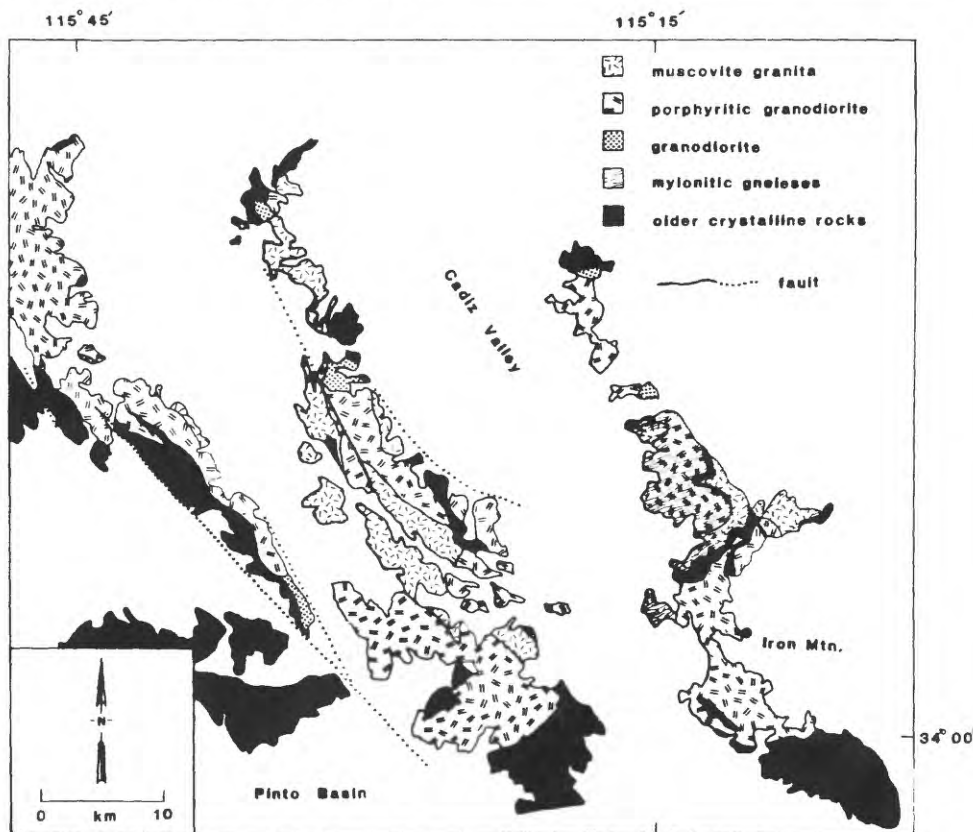 115° 45′
115° 15′
muscovite granita
porphyritic granodiorite
granodiorite
mylonitic gneisses
older crystalline rocks
fault
Cadiz Valley
Iron Mtn.
34° 00
N
0 km 10
Pinto Basin